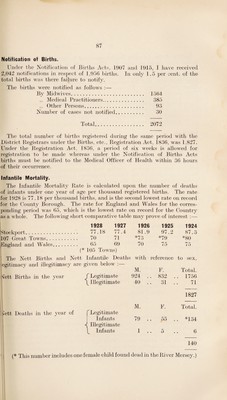 87
Notification of Births.
Under the Notification of Births Acts, 1907 and 1915, I have received
2,042 notifications in respect of 1,956 births. In only 1.5 per cent. of the
total births was there failure to notify.
The births were notified as follows :—
By Midwives 1564
„ Medical Practitioners 385
„ Other Persons 93
Number of cases not notified 30
Total 2072
The total number of births registered during the same period with the
District Registrars under the Births, etc., Registration Act, 1836, was 1,827.
Under the Registration Act, 1836, a period of six weeks is allowed for
registration to be made whereas under the Notification of Births Acts
births must be notified to the Medical Officer of Health within 36 hours
of their occurrence.
Infantile Mortality.
The Infantile Mortality Rate is calculated upon the number of deaths
of infants under one year of age per thousand registered births. The rate
for 1928 is 77.18 per thousand births, and is the second lowest rate on record
for the County Borough. The rate for England and Wales for the corres-
ponding period was 65, which is the lowest rate on record for the Country
as a whole. The following short comparative table may prove of interest :—
1928 1927 1926 1925 1924
Stockport 77.18 77.4 81.9 97.2 87.3
107 Great Towns 70 71 *73 *79 *80
England and Wales 65 69 70 75 75
(* 105 Towns)
The Nett Births and Nett Infantile Deaths with reference to sex,
legitimacy and illegitimacy are given below :—
M. F. Total.
Nett Births in the year Legitimate 924 .. 832 .. 1756
Illegitimate 40 .. 31 .. 71
1827
M. F. Total.
Nett Deaths in the year of Legitimate
Infants 79 .. 55 .. *134
Illegitimate
Infants 1 .. 5 .. 6
140
(* This number includes one female child found dead in the River Mersey.)